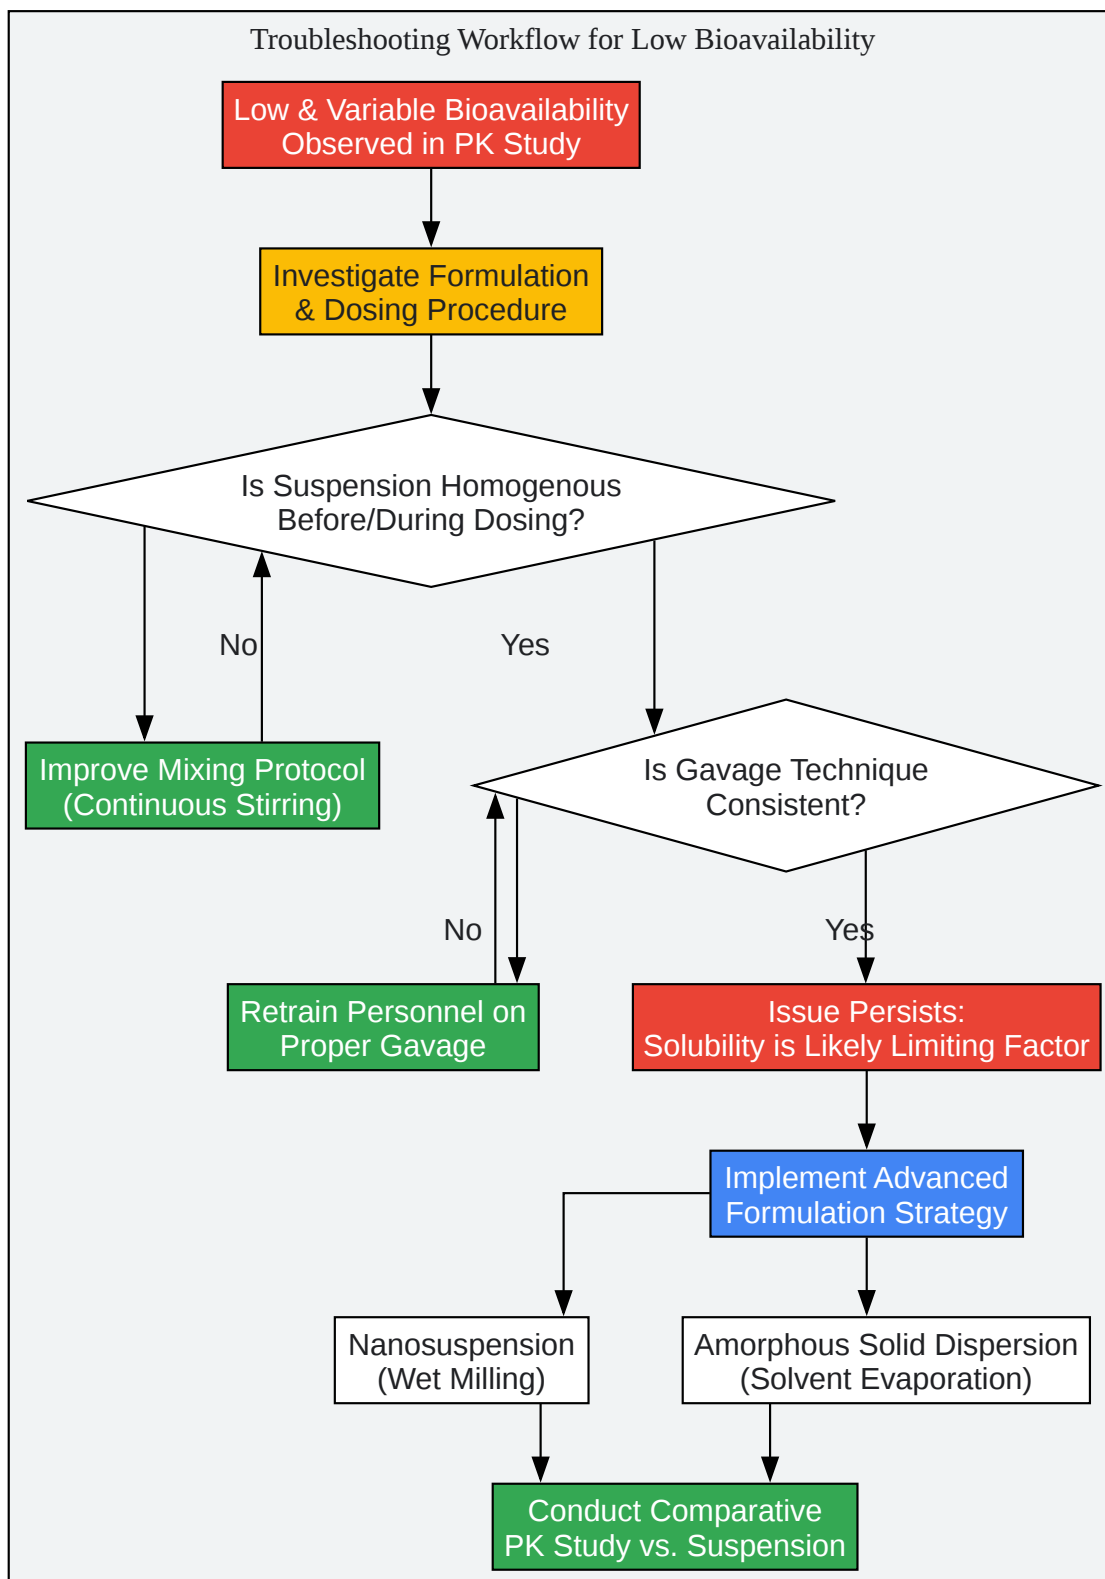 Troubleshooting Workflow for Low Bioavailability
Low & Variable Bioavailability
Observed in PK Study
Investigate Formulation
& Dosing Procedure
Is Suspension Homogenous
Before/During Dosing?
No
Yes
Improve Mixing Protocol
(Continuous Stirring)
Is Gavage Technique
Consistent?
No
Yes
Retrain Personnel on
Proper Gavage
Issue Persists:
Solubility is Likely Limiting Factor
Implement Advanced
Formulation Strategy
Nanosuspension
(Wet Milling)
Amorphous Solid Dispersion
(Solvent Evaporation)
Conduct Comparative
PK Study vs. Suspension